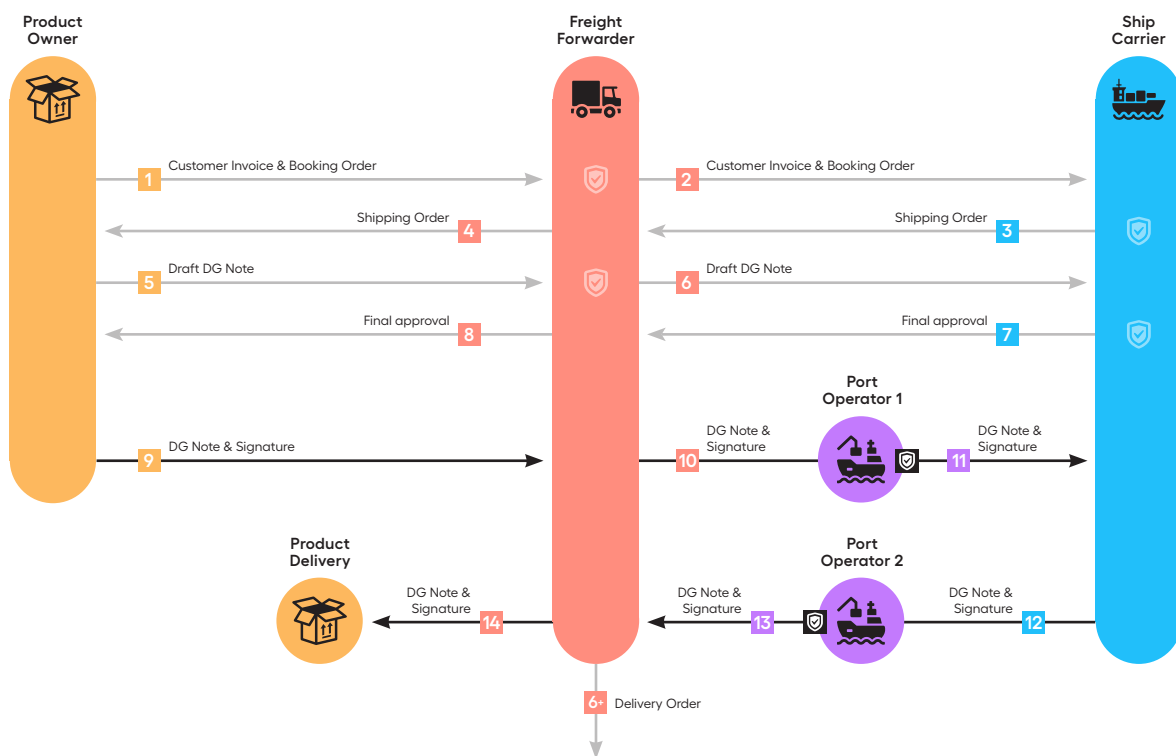 Product
Owner
Freight
Forwarder
Ship
Carrier
1
Customer Invoice & Booking Order
2
Customer Invoice & Booking Order
Shipping Order
4
Shipping Order
3
5
Draft DG Note
6
Draft DG Note
Final approval
8
Final approval
7
Port
Operator 1
9
DG Note & Signature
DG Note &
Signature
10
DG Note &
Signature
11
Product
Delivery
Port
Operator 2
DG Note &
Signature
14
DG Note &
Signature
13
DG Note &
Signature
12
6+
Delivery Order